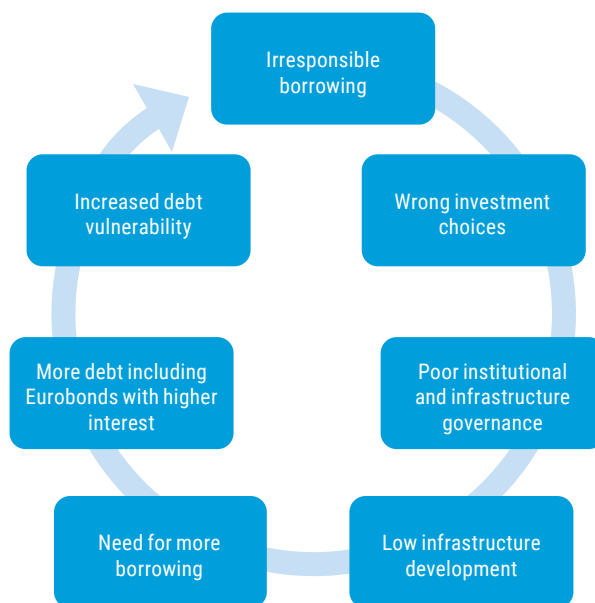 Irresponsible
borrowing
Wrong investment
choices
Poor institutional
and infrastructure
governance
Low infrastructure
development
Need for more
borrowing
More debt including
Eurobonds with higher
interest
Increased debt
vulnerability